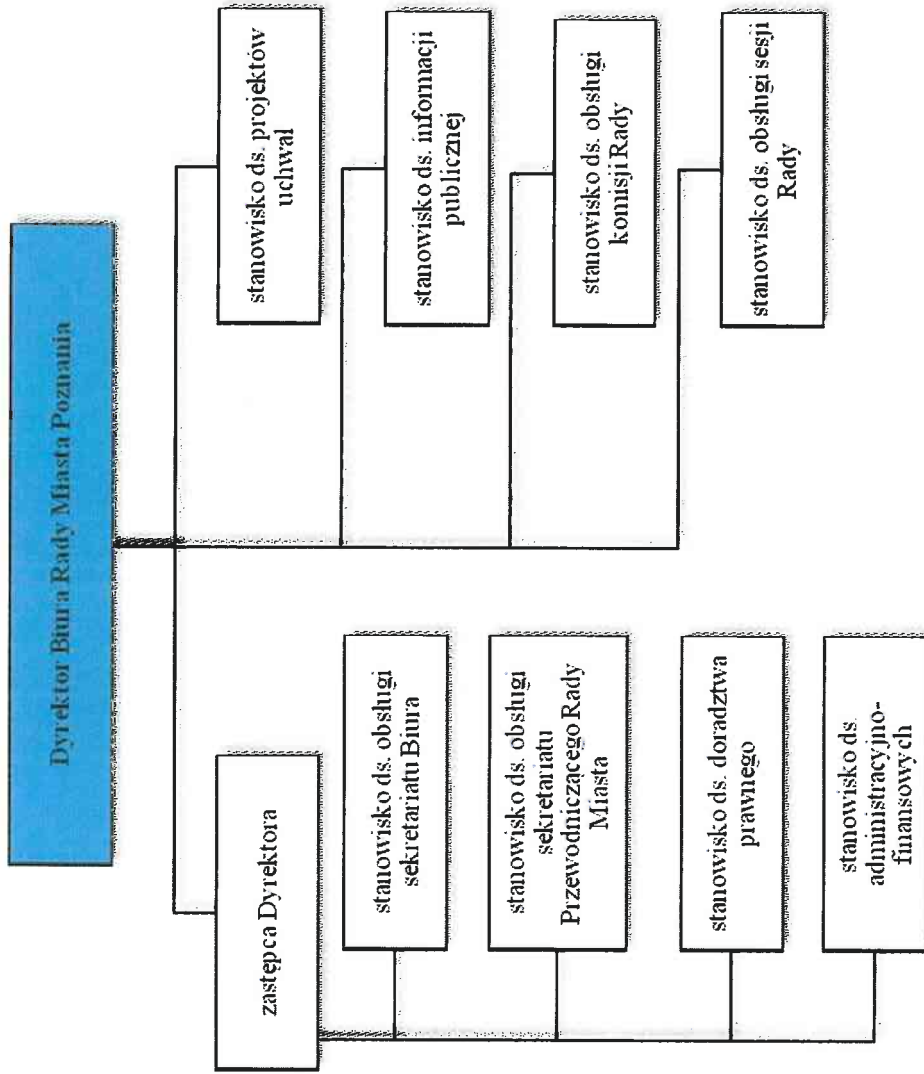 Dyrektor Biura Rady Miasta Poznania
zastępca Dyrektora
stanowisko ds. obsługi
sekretariatu Biura
stanowisko ds. obsługi
sekretariatu
Przewodniczącego Rady
Miasta
stanowisko ds. doradztwa
prawnego
stanowisko ds.
administracyjno-
finansowych
stanowisko ds. projektów
uchwał
stanowisko ds. informacji
publicznej
stanowisko ds. obsługi
komisji Rady
stanowisko ds. obsługi sesji
Rady